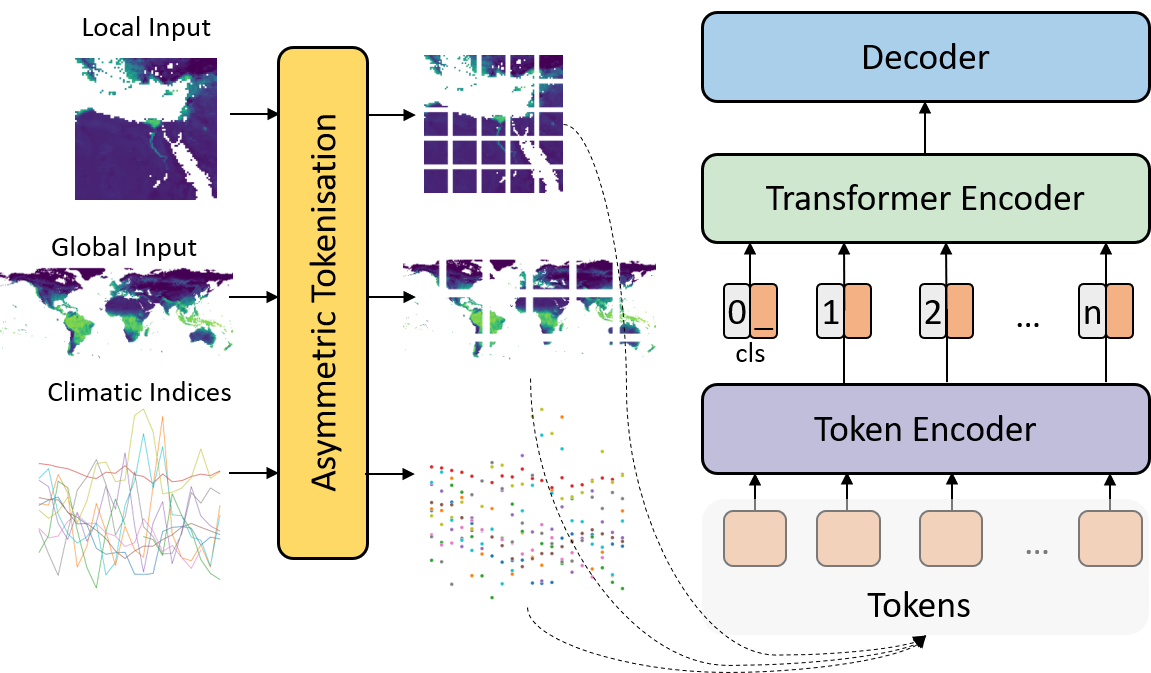 Local Input
Global Input
Climatic Indices
Asymmetric Tokenisation
Decoder
Transformer Encoder
0 _ 1 2 ... n
cls
Token Encoder
...
Tokens